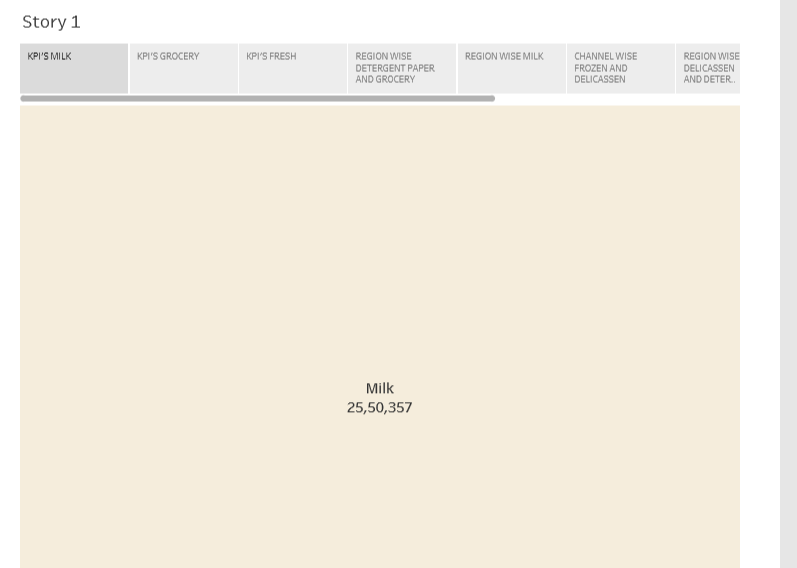 Story 1
KPI'S MILK
KPI'S GROCERY
KPI'S FRESH
REGION WISE
DETERGENT PAPER
AND GROCERY
REGION WISE MILK
CHANNEL WISE
FROZEN AND
DELICASSEN
REGION WISE
DELICASSEN
AND DETER..
Milk
25,50,357